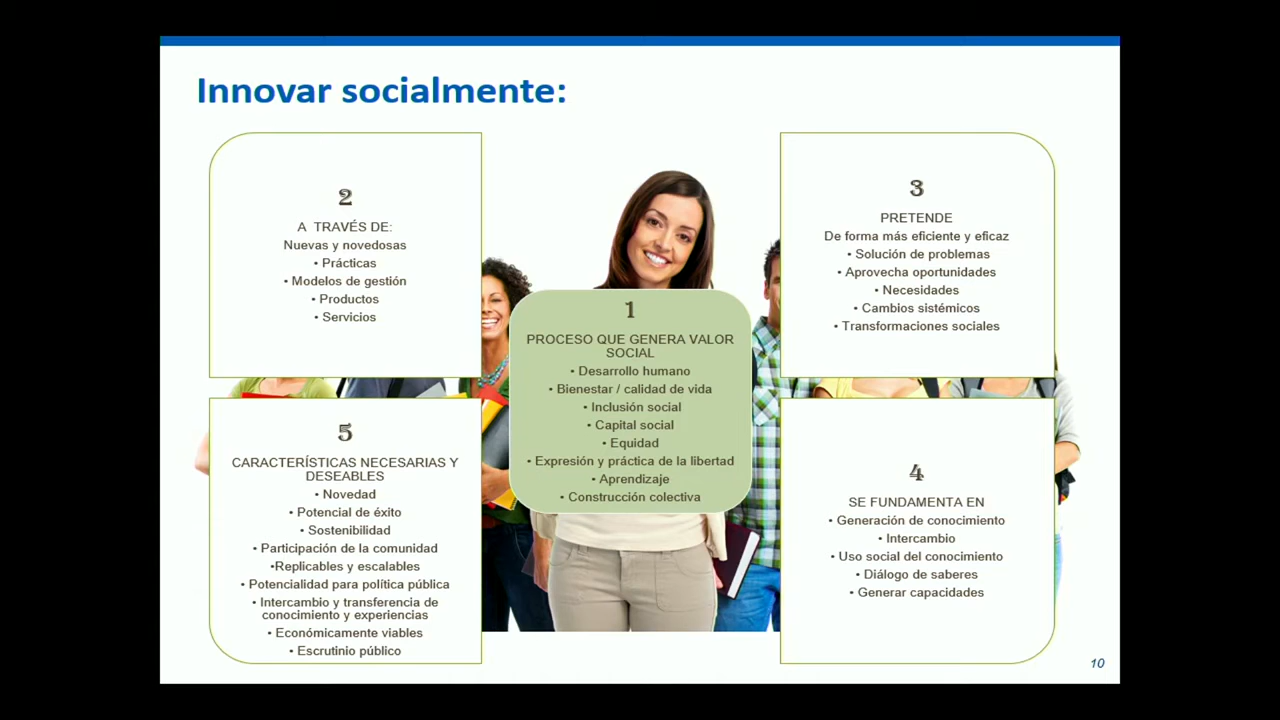 Innovar socialmente:
2
A TRAVÉS DE:
Nuevas y novedosas
• Prácticas
• Modelos de gestión
• Productos
• Servicios
3
PRETENDE
De forma más eficiente y eficaz
• Solución de problemas
• Aprovecha oportunidades
• Necesidades
• Cambios sistémicos
• Transformaciones sociales
1
PROCESO QUE GENERA VALOR
SOCIAL
• Desarrollo humano
• Bienestar / calidad de vida
• Inclusión social
• Capital social
• Equidad
• Expresión y práctica de la libertad
• Aprendizaje
• Construcción colectiva
5
CARACTERÍSTICAS NECESARIAS Y
DESEABLES
• Novedad
• Potencial de éxito
• Sostenibilidad
• Participación de la comunidad
•Replicables y escalables
• Potencialidad para política pública
• Intercambio y transferencia de
conocimiento y experiencias
• Económicamente viables
• Escrutinio público
4
SE FUNDAMENTA EN
• Generación de conocimiento
• Intercambio
• Uso social del conocimiento
• Diálogo de saberes
• Generar capacidades
10